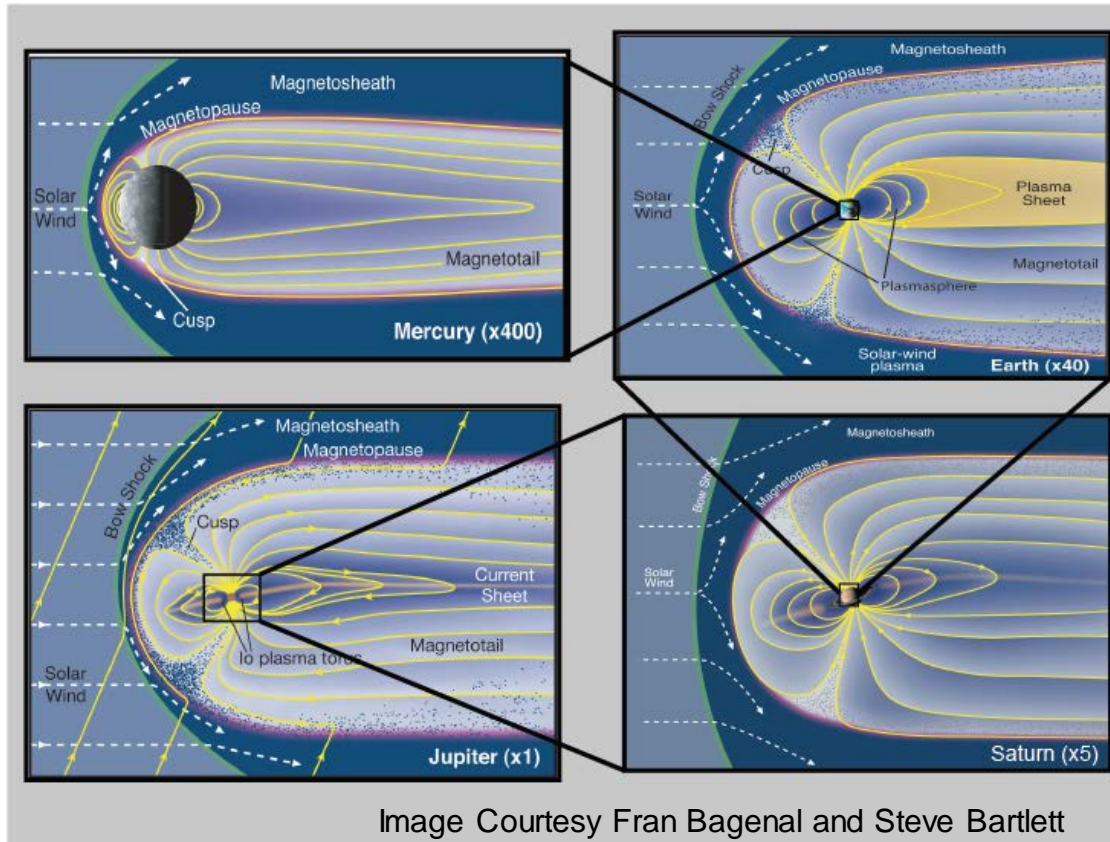 Magnetosheath
Magnetopause
Solar
Wind
Magnetotail
Cusp
Mercury (x400)
Magnetosheath
Magnetopause
Bow Shock
Cusp
Solar
Wind
Plasma
Sheet
Magnetotail
Plasmasphere
Solar-wind
plasma
Earth (x40)
Magnetosheath
Magnetopause
Bow Shock
Cusp
Current
Sheet
Io plasma torus
Magnetotail
Solar
Wind
Jupiter (x1)
Magnetosheath
Magnetopause
Bow Shock
Solar
Wind
Saturn (x5)
Image Courtesy Fran Bagenal and Steve Bartlett